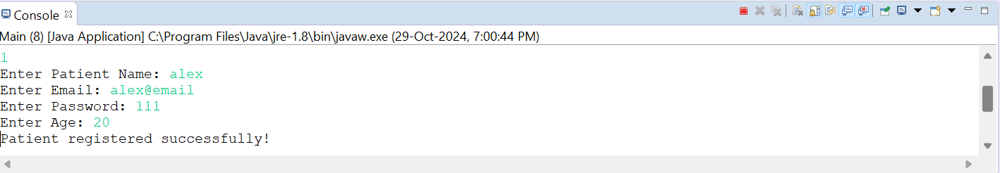 Console
Main (8) [Java Application] C:\Program Files\Java\jre-1.8\bin\javaw.exe (29-Oct-2024, 7:00:44 PM)
1
Enter Patient Name: alex
Enter Email: alex@email
Enter Password: 111
Enter Age: 20
Patient registered successfully!